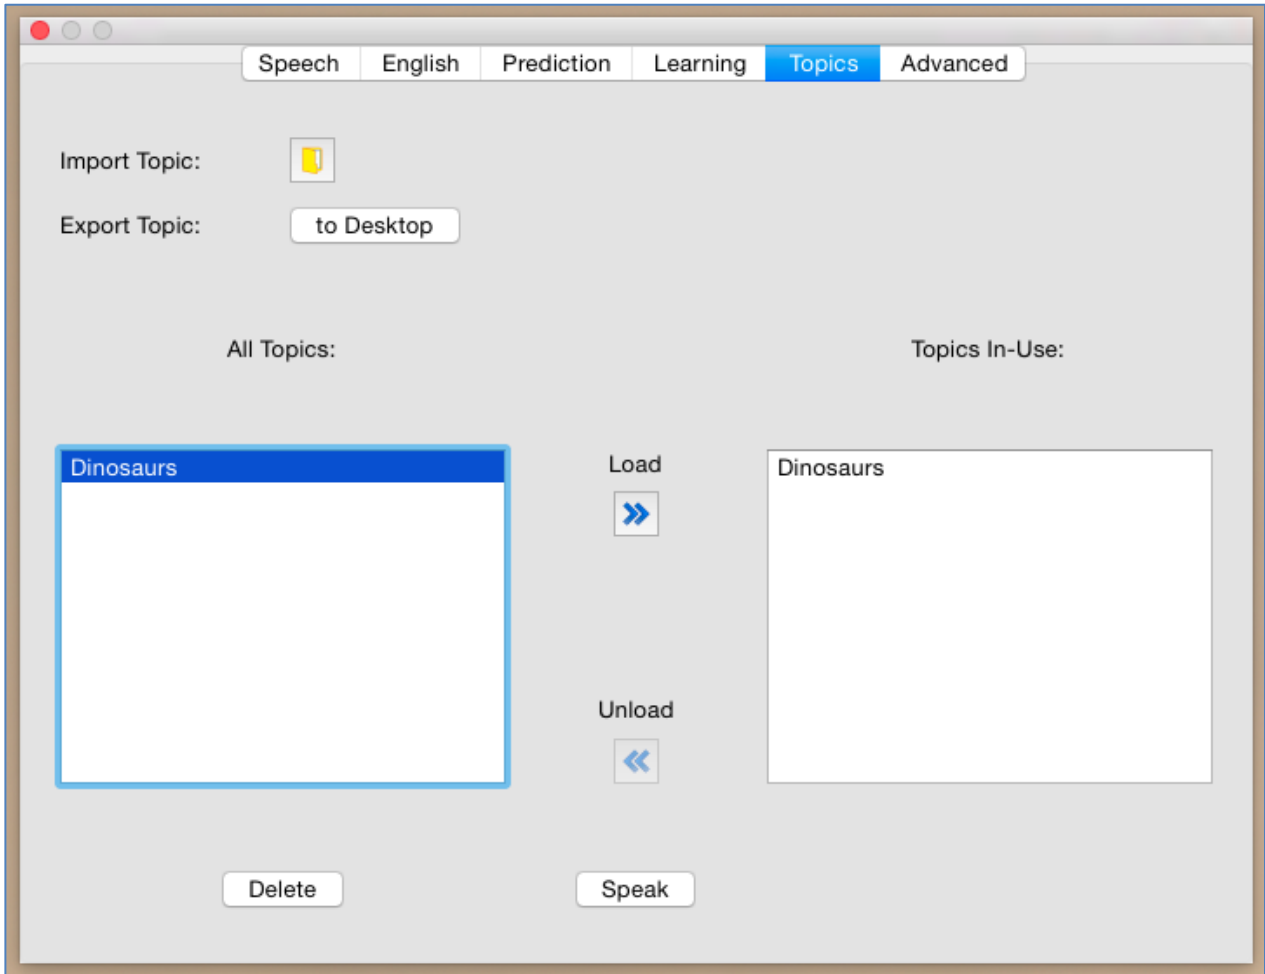 Speech English Prediction Learning Topics Advanced
Import Topic:
Export Topic: to Desktop
All Topics: Topics In-Use:
Dinosaurs Load Dinosaurs
Unload
Delete Speak